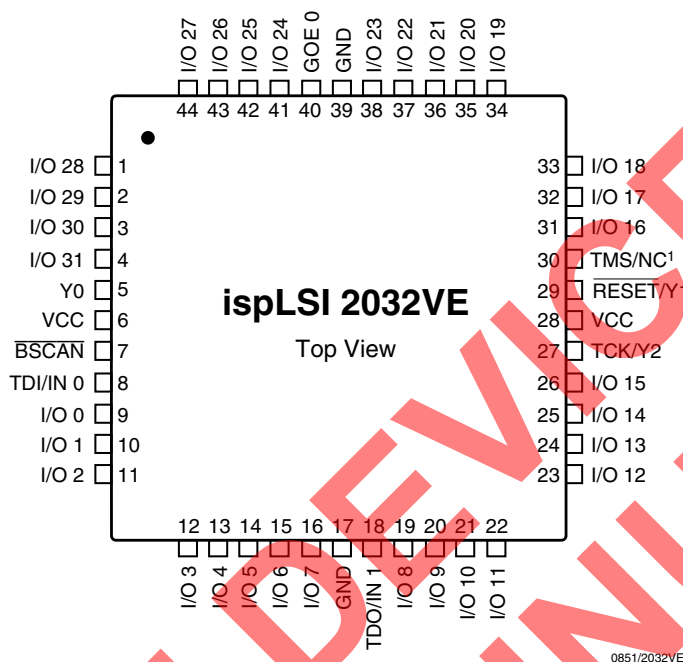 I/O 27
I/O 26
I/O 25
I/O 24
GOE 0
GND
I/O 23
I/O 22
I/O 21
I/O 20
I/O 19
44 43 42 41 40 39 38 37 36 35 34
I/O 28 1
I/O 29 2
I/O 30 3
I/O 31 4
Y0 5
VCC 6
BSCAN 7
TDI/IN 0 8
I/O 0 9
I/O 1 10
I/O 2 11
ispLSI 2032VE
Top View
33 I/O 18
32 I/O 17
31 I/O 16
30 TMS/NC¹
29 RESET/Y1
28 VCC
27 TCK/Y2
26 I/O 15
25 I/O 14
24 I/O 13
23 I/O 12
12 13 14 15 16 17 18 19 20 21 22
I/O 3
I/O 4
I/O 5
I/O 6
I/O 7
GND
TDO/IN 1
I/O 8
I/O 9
I/O 10
I/O 11
DEVICE
0851/2032VE